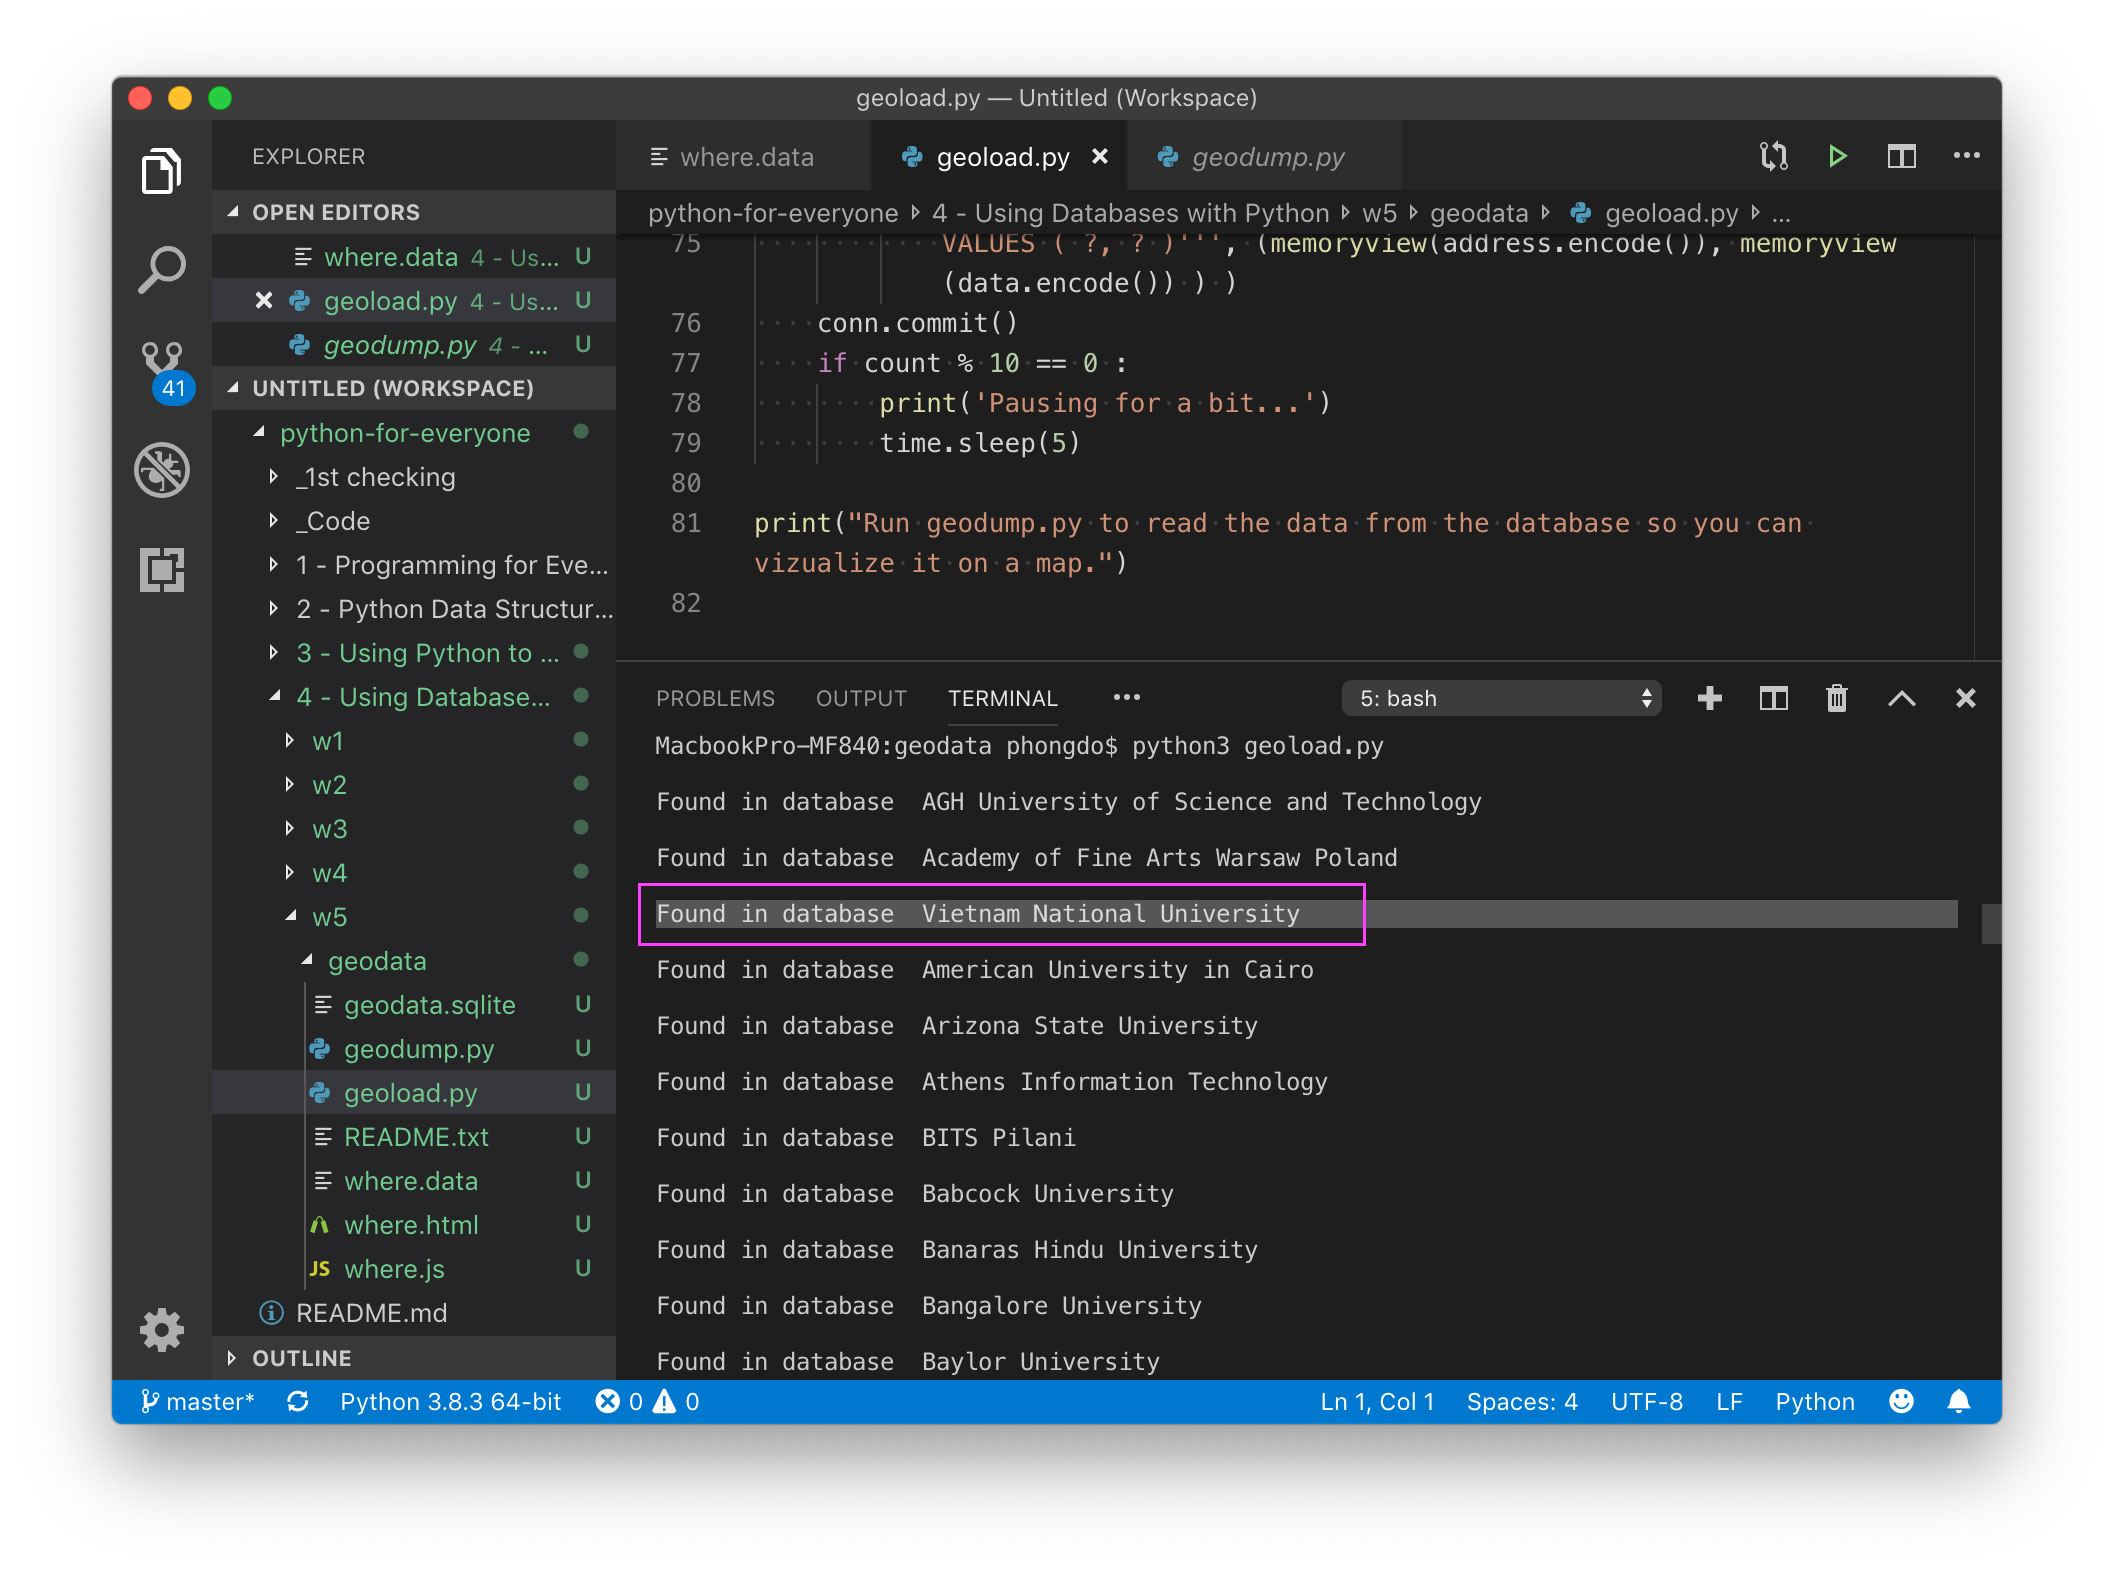 geoload.py — Untitled (Workspace)
EXPLORER
OPEN EDITORS
where.data 4 - Us... U
geoload.py 4 - Us... U
geodump.py 4 - ... U
UNTITLED (WORKSPACE)
python-for-everyone
_1st checking
_Code
1 - Programming for Eve...
2 - Python Data Structur...
3 - Using Python to ...
4 - Using Database...
w1
w2
w3
w4
w5
geodata
geodata.sqlite U
geodump.py U
geoload.py U
README.txt U
where.data U
where.html U
JS where.js U
README.md
OUTLINE
41
where.data
geoload.py
geodump.py
python-for-everyone 4 - Using Databases with Python w5 geodata geoload.py ...
75 VALUES ( ?, ? )''', (memoryview(address.encode()), memoryview
(data.encode()) ) )
76 conn.commit()
77 if count % 10 == 0 :
78 print('Pausing for a bit...')
79 time.sleep(5)
80
81 print("Run geodump.py to read the data from the database so you can
vizualize it on a map.")
82
PROBLEMS OUTPUT TERMINAL ... 5: bash
MacbookPro-MF840:geodata phongdo$ python3 geoload.py
Found in database  AGH University of Science and Technology
Found in database  Academy of Fine Arts Warsaw Poland
Found in database  Vietnam National University
Found in database  American University in Cairo
Found in database  Arizona State University
Found in database  Athens Information Technology
Found in database  BITS Pilani
Found in database  Babcock University
Found in database  Banaras Hindu University
Found in database  Bangalore University
Found in database  Baylor University
master* Python 3.8.3 64-bit 0 0 Ln 1, Col 1 Spaces: 4 UTF-8 LF Python